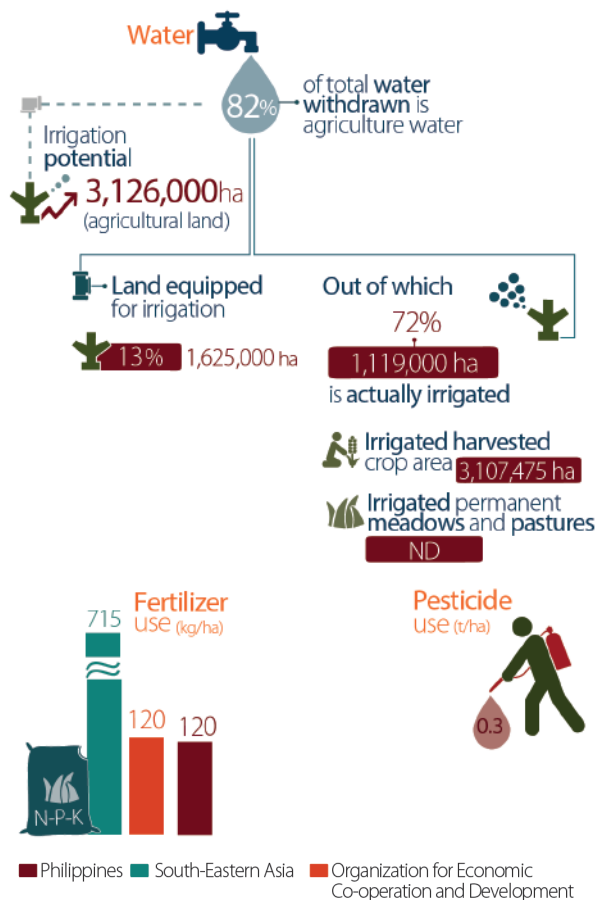 Water
82%
of total water
withdrawn is
agriculture water
Irrigation
potential
3,126,000ha
(agricultural land)
Land equipped
for irrigation
13%
1,625,000 ha
Out of which
72%
1,119,000 ha
is actually irrigated
Irrigated harvested
crop area 3,107,475 ha
Irrigated permanent
meadows and pastures
ND
Fertilizer
use (kg/ha)
715
120
120
N-P-K
Pesticide
use (t/ha)
0.3
Philippines
South-Eastern Asia
Organization for Economic
Co-operation and Development